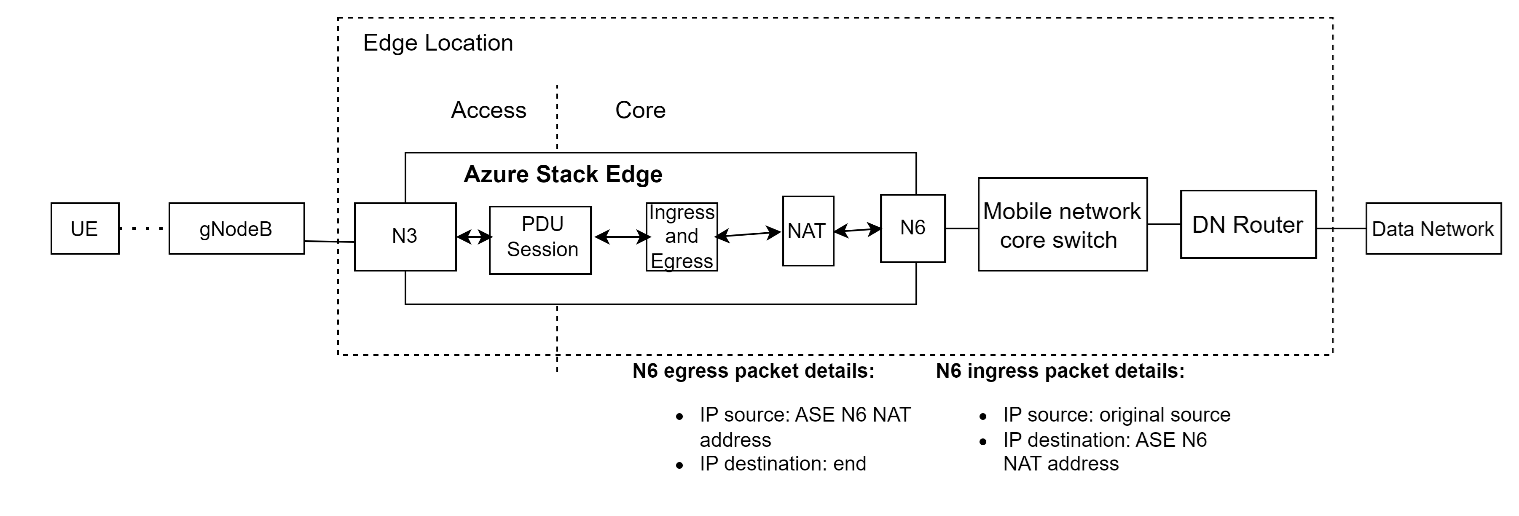 Edge Location
Access
Core
Azure Stack Edge
UE
gNodeB
N3
PDU
Session
Ingress
and
Egress
NAT
N6
Mobile network
core switch
DN Router
Data Network
N6 egress packet details:
• IP source: ASE N6 NAT
address
• IP destination: end
N6 ingress packet details:
• IP source: original source
• IP destination: ASE N6
NAT address